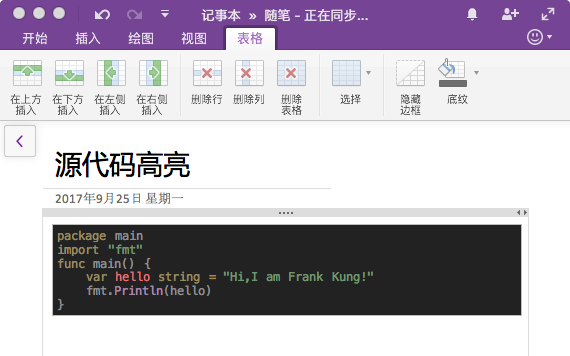 记事本 » 随笔 - 正在同步...
开始 插入 绘图 视图 表格
在上方插入 在下方插入 在左侧插入 在右侧插入 删除行 删除列 删除表格 选择 隐藏边框 底纹
源代码高亮
2017年9月25日 星期一
package main
import "fmt"
func main() {
    var hello string = "Hi,I am Frank Kung!"
    fmt.Println(hello)
}